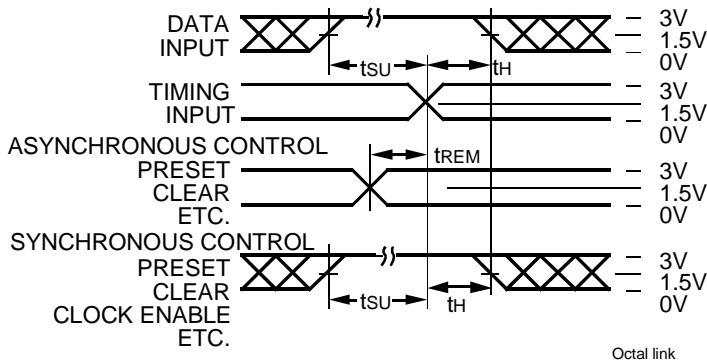 DATA
INPUT
3V
1.5V
0V
tSU
tH
TIMING
INPUT
3V
1.5V
0V
ASYNCHRONOUS CONTROL
PRESET
CLEAR
ETC.
tREM
3V
1.5V
0V
SYNCHRONOUS CONTROL
PRESET
CLEAR
CLOCK ENABLE
ETC.
tSU
tH
3V
1.5V
0V
Octal link